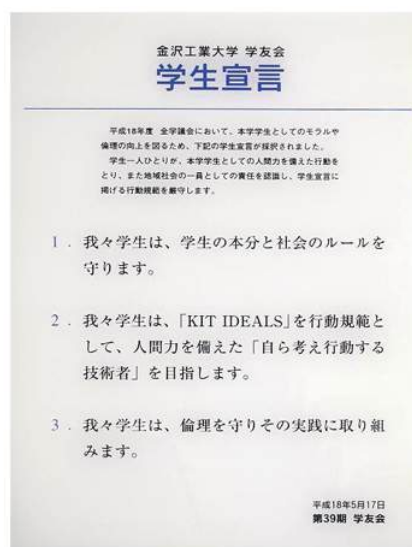 金沢工業大学 学友会
学生宣言
平成18年度 全学議会において、本学学生としてのモラルや
倫理の向上を図るため、下記の学生宣言が採択されました。
学生一人ひとりが、本学学生としての人間力を備えた行動を
とり、また地域社会の一員としての責任を認識し、学生宣言に
掲げる行動規範を厳守します。
1．我々学生は、学生の本分と社会のルールを
守ります。
2．我々学生は、「KIT IDEALS」を行動規範と
して、人間力を備えた「自ら考え行動する
技術者」を目指します。
3．我々学生は、倫理を守りその実践に取り組
みます。
平成18年5月17日
第39期 学友会